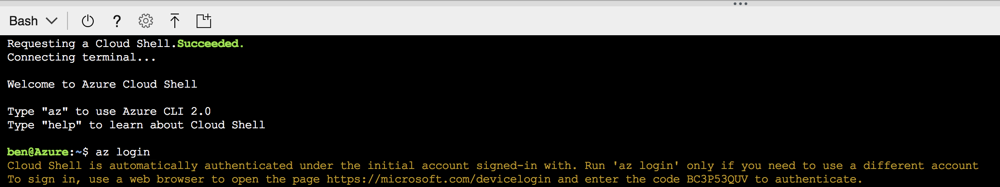 Bash
?
Requesting a Cloud Shell.Succeeded.
Connecting terminal...
Welcome to Azure Cloud Shell
Type "az" to use Azure CLI 2.0
Type "help" to learn about Cloud Shell
ben@Azure:~$ az login
Cloud Shell is automatically authenticated under the initial account signed-in with. Run 'az login' only if you need to use a different account
To sign in, use a web browser to open the page https://microsoft.com/devicelogin and enter the code BC3P53QUV to authenticate.